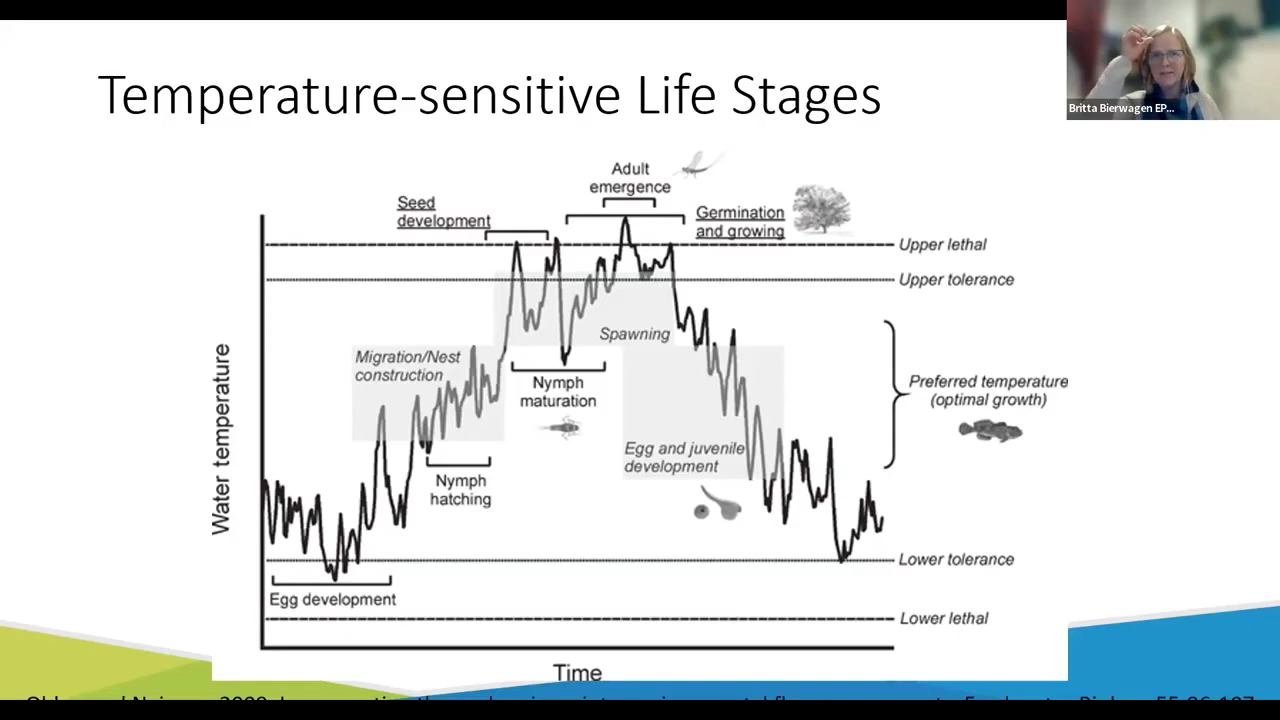 Temperature-sensitive Life Stages
Britta Bierwagen EP...
Adult
emergence
Seed
development
Germination
and growing
Upper lethal
Upper tolerance
Spawning
Migration/Nest
construction
Nymph
maturation
Preferred temperature
(optimal growth)
Egg and juvenile
development
Nymph
hatching
Water temperature
Lower tolerance
Egg development
Lower lethal
Time